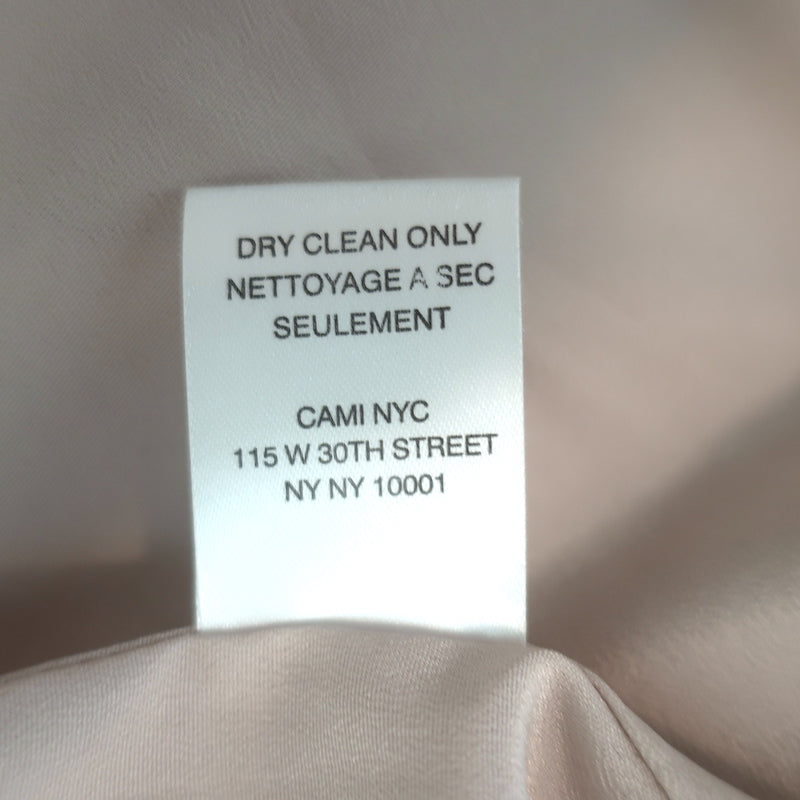 DRY CLEAN ONLY
NETTOYAGE A SEC
SEULEMENT
CAMI NYC
115 W 30TH STREET
NY NY 10001